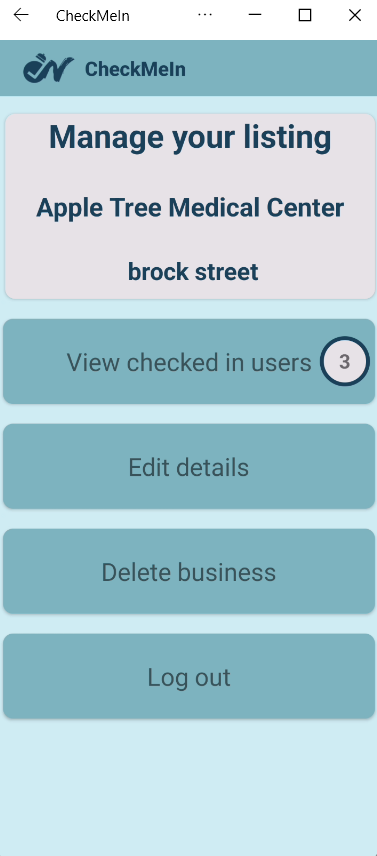 CheckMeIn
CheckMeIn
Manage your listing
Apple Tree Medical Center
brock street
View checked in users 3
Edit details
Delete business
Log out